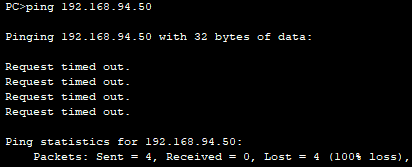 PC>ping 192.168.94.50
Pinging 192.168.94.50 with 32 bytes of data:
Request timed out.
Request timed out.
Request timed out.
Request timed out.
Ping statistics for 192.168.94.50:
Packets: Sent = 4, Received = 0, Lost = 4 (100% loss),